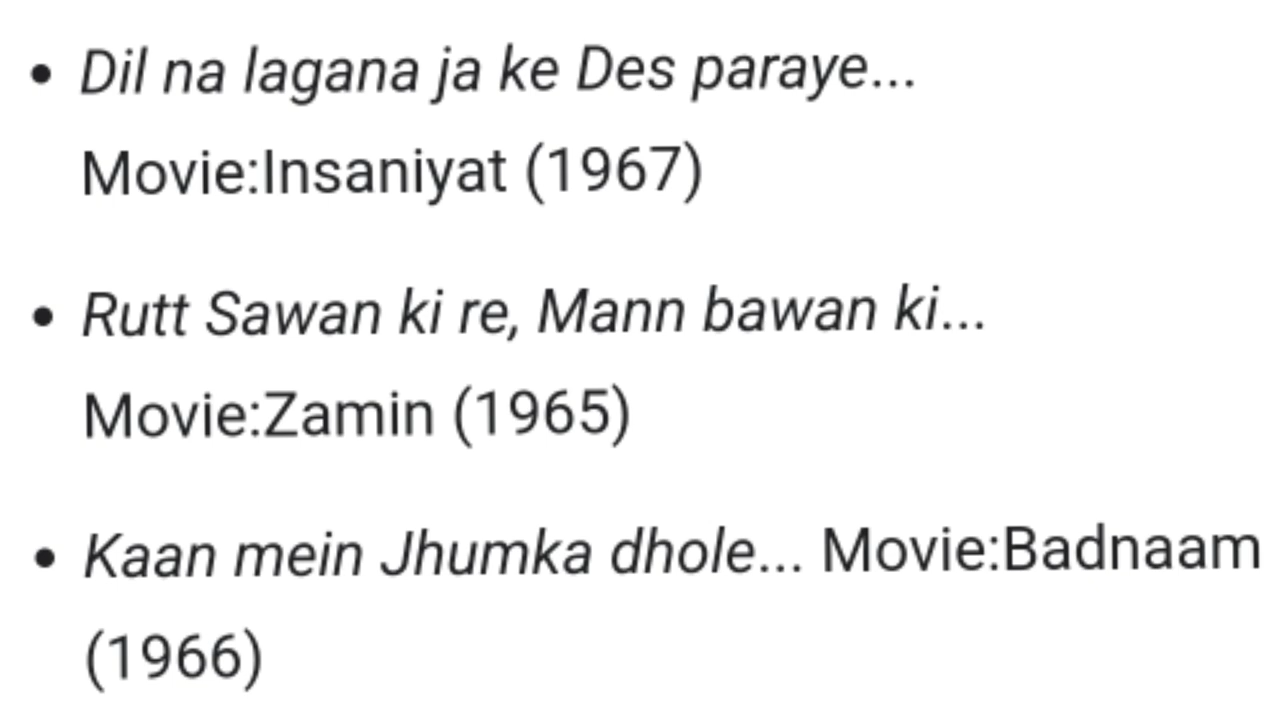 • Dil na lagana ja ke Des paraye...
Movie:Insaniyat (1967)
• Rutt Sawan ki re, Mann bawan ki...
Movie:Zamin (1965)
• Kaan mein Jhumka dhole... Movie:Badnaam
(1966)